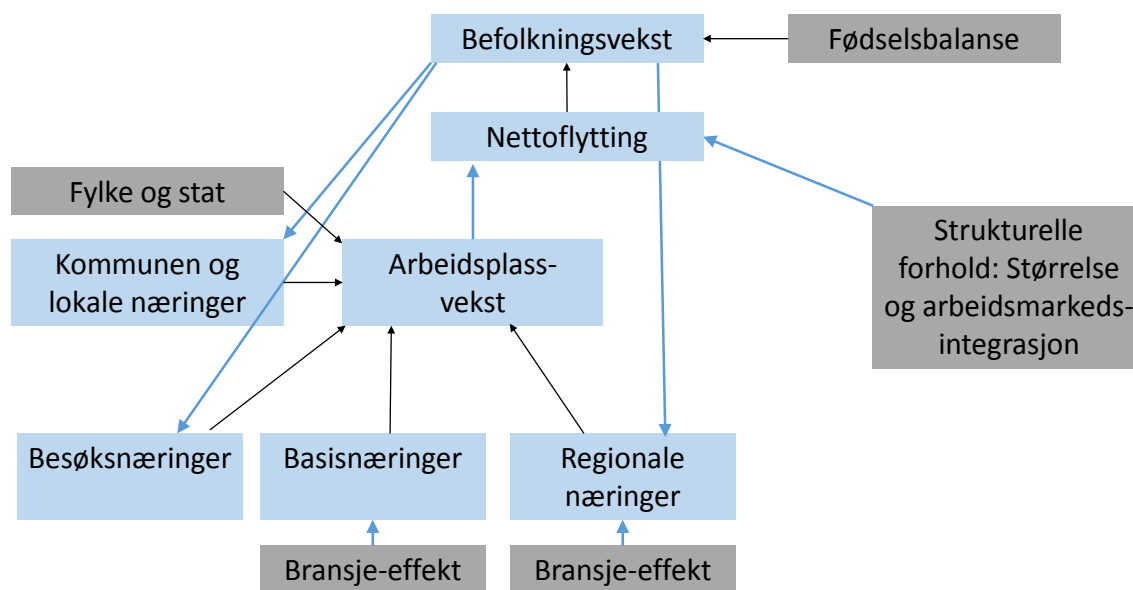 Befolkningsvekst
Fødselsbalanse
Nettoflytting
Fylke og stat
Kommunen og
lokale næringer
Arbeidsplass-
vekst
Strukturelle
forhold: Størrelse
og arbeidsmarkeds-
integrasjon
Besøksnæringer
Basisnæringer
Regionale
næringer
Bransje-effekt
Bransje-effekt